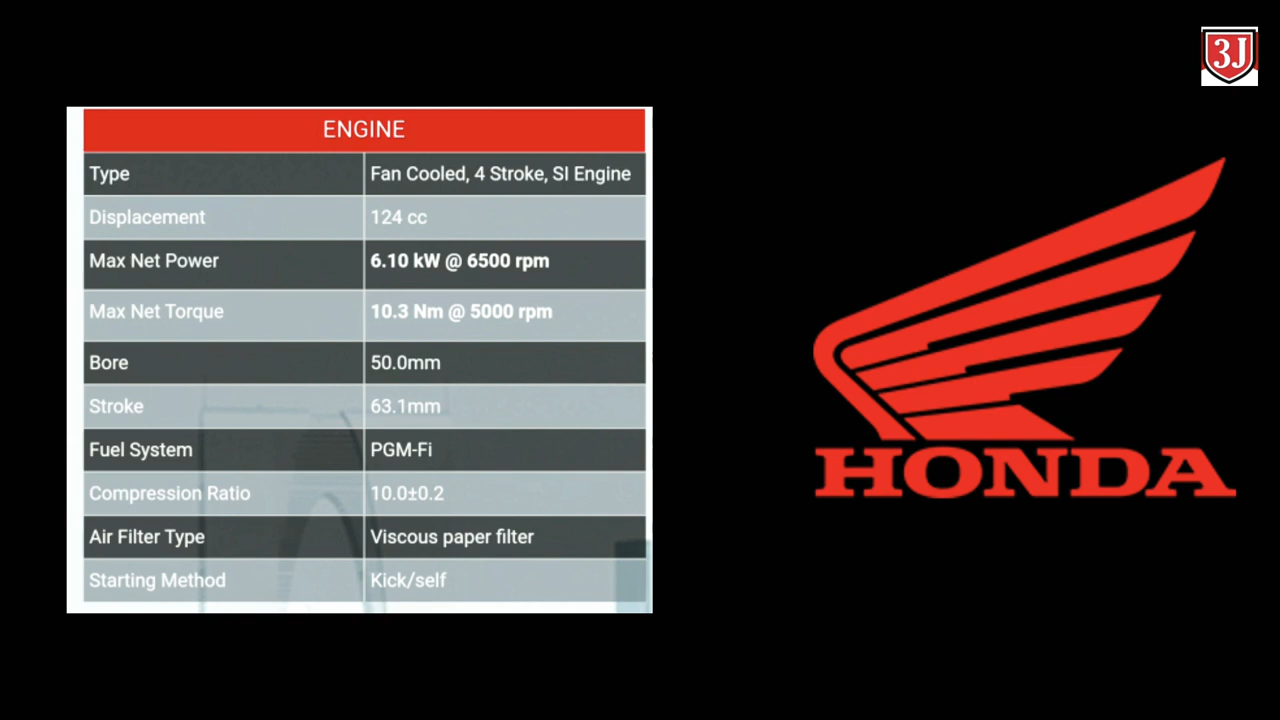 3J
ENGINE
Type Fan Cooled, 4 Stroke, SI Engine
Displacement 124 cc
Max Net Power 6.10 kW @ 6500 rpm
Max Net Torque 10.3 Nm @ 5000 rpm
Bore 50.0mm
Stroke 63.1mm
Fuel System PGM-Fi
Compression Ratio 10.0±0.2
Air Filter Type Viscous paper filter
Starting Method Kick/self
HONDA